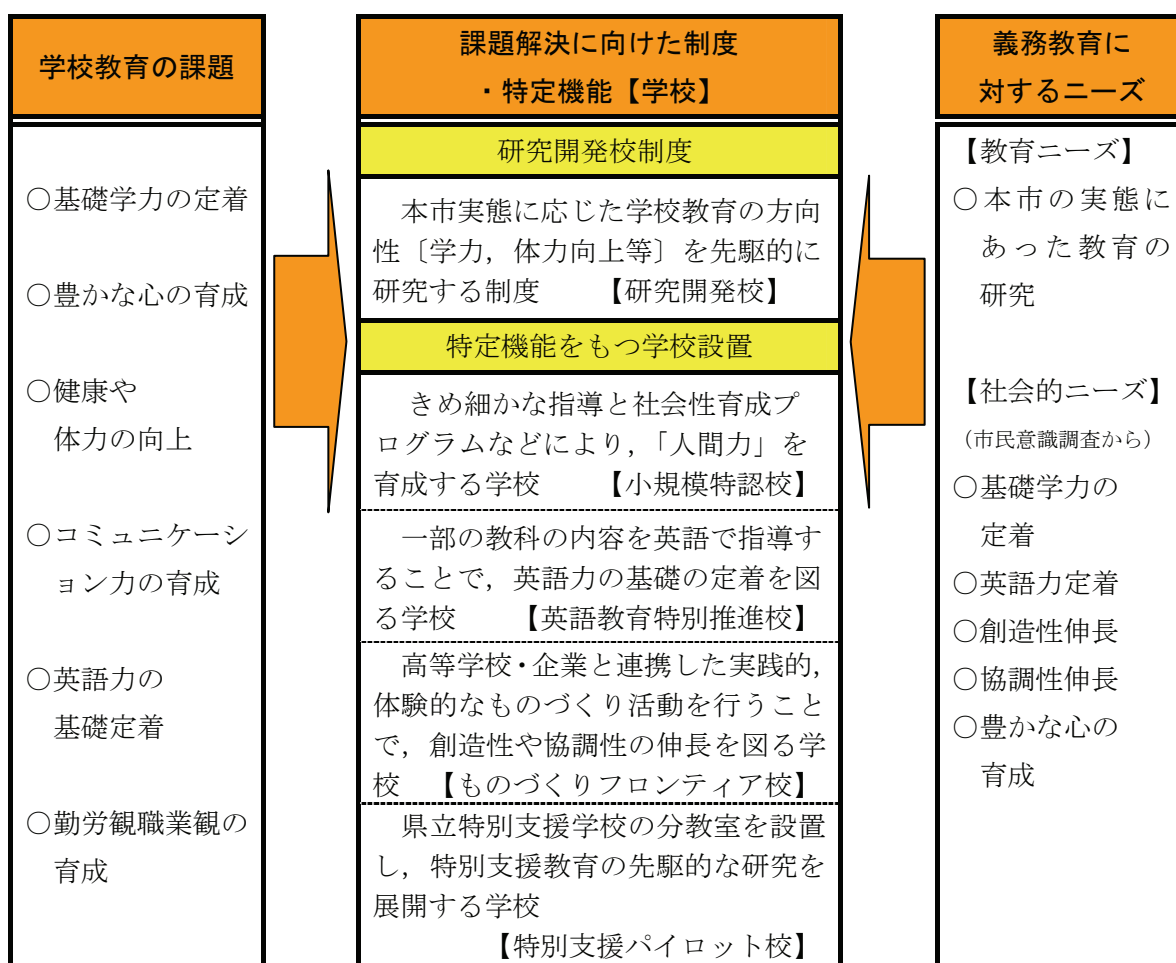 学校教育の課題
○基礎学力の定着
○豊かな心の育成
○健康や
体力の向上
○コミュニケーシ
ョン力の育成
○英語力の
基礎定着
○勤労観職業観の
育成
課題解決に向けた制度
・特定機能【学校】
研究開発校制度
本市実態に応じた学校教育の方向
性〔学力，体力向上等〕を先駆的に
研究する制度　　【研究開発校】
特定機能をもつ学校設置
きめ細かな指導と社会性育成プ
ログラムなどにより，「人間力」を
育成する学校　　【小規模特認校】
一部の教科の内容を英語で指導す
ることで，英語力の基礎の定着を図
る学校　　【英語教育特別推進校】
高等学校・企業と連携した実践的，
体験的なものづくり活動を行うこと
で，創造性や協調性の伸長を図る学
校　【ものづくりフロンティア校】
県立特別支援学校の分教室を設置
し，特別支援教育の先駆的な研究を
展開する学校
【特別支援パイロット校】
義務教育に
対するニーズ
【教育ニーズ】
○本市の実態に
あった教育の
研究
【社会的ニーズ】
（市民意識調査から）
○基礎学力の
定着
○英語力定着
○創造性伸長
○協調性伸長
○豊かな心の
育成